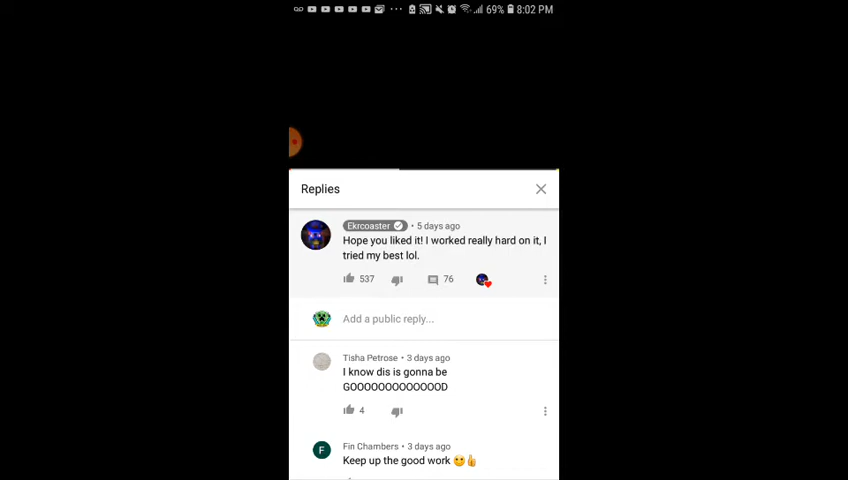 69% 8:02 PM
Replies
Ekrcoaster • 5 days ago
Hope you liked it! I worked really hard on it, I
tried my best lol.
537 76
Add a public reply...
Tisha Petrose • 3 days ago
I know dis is gonna be
GOOOOOOOOOOOOOD
4
F
Fin Chambers • 3 days ago
Keep up the good work 😬👍